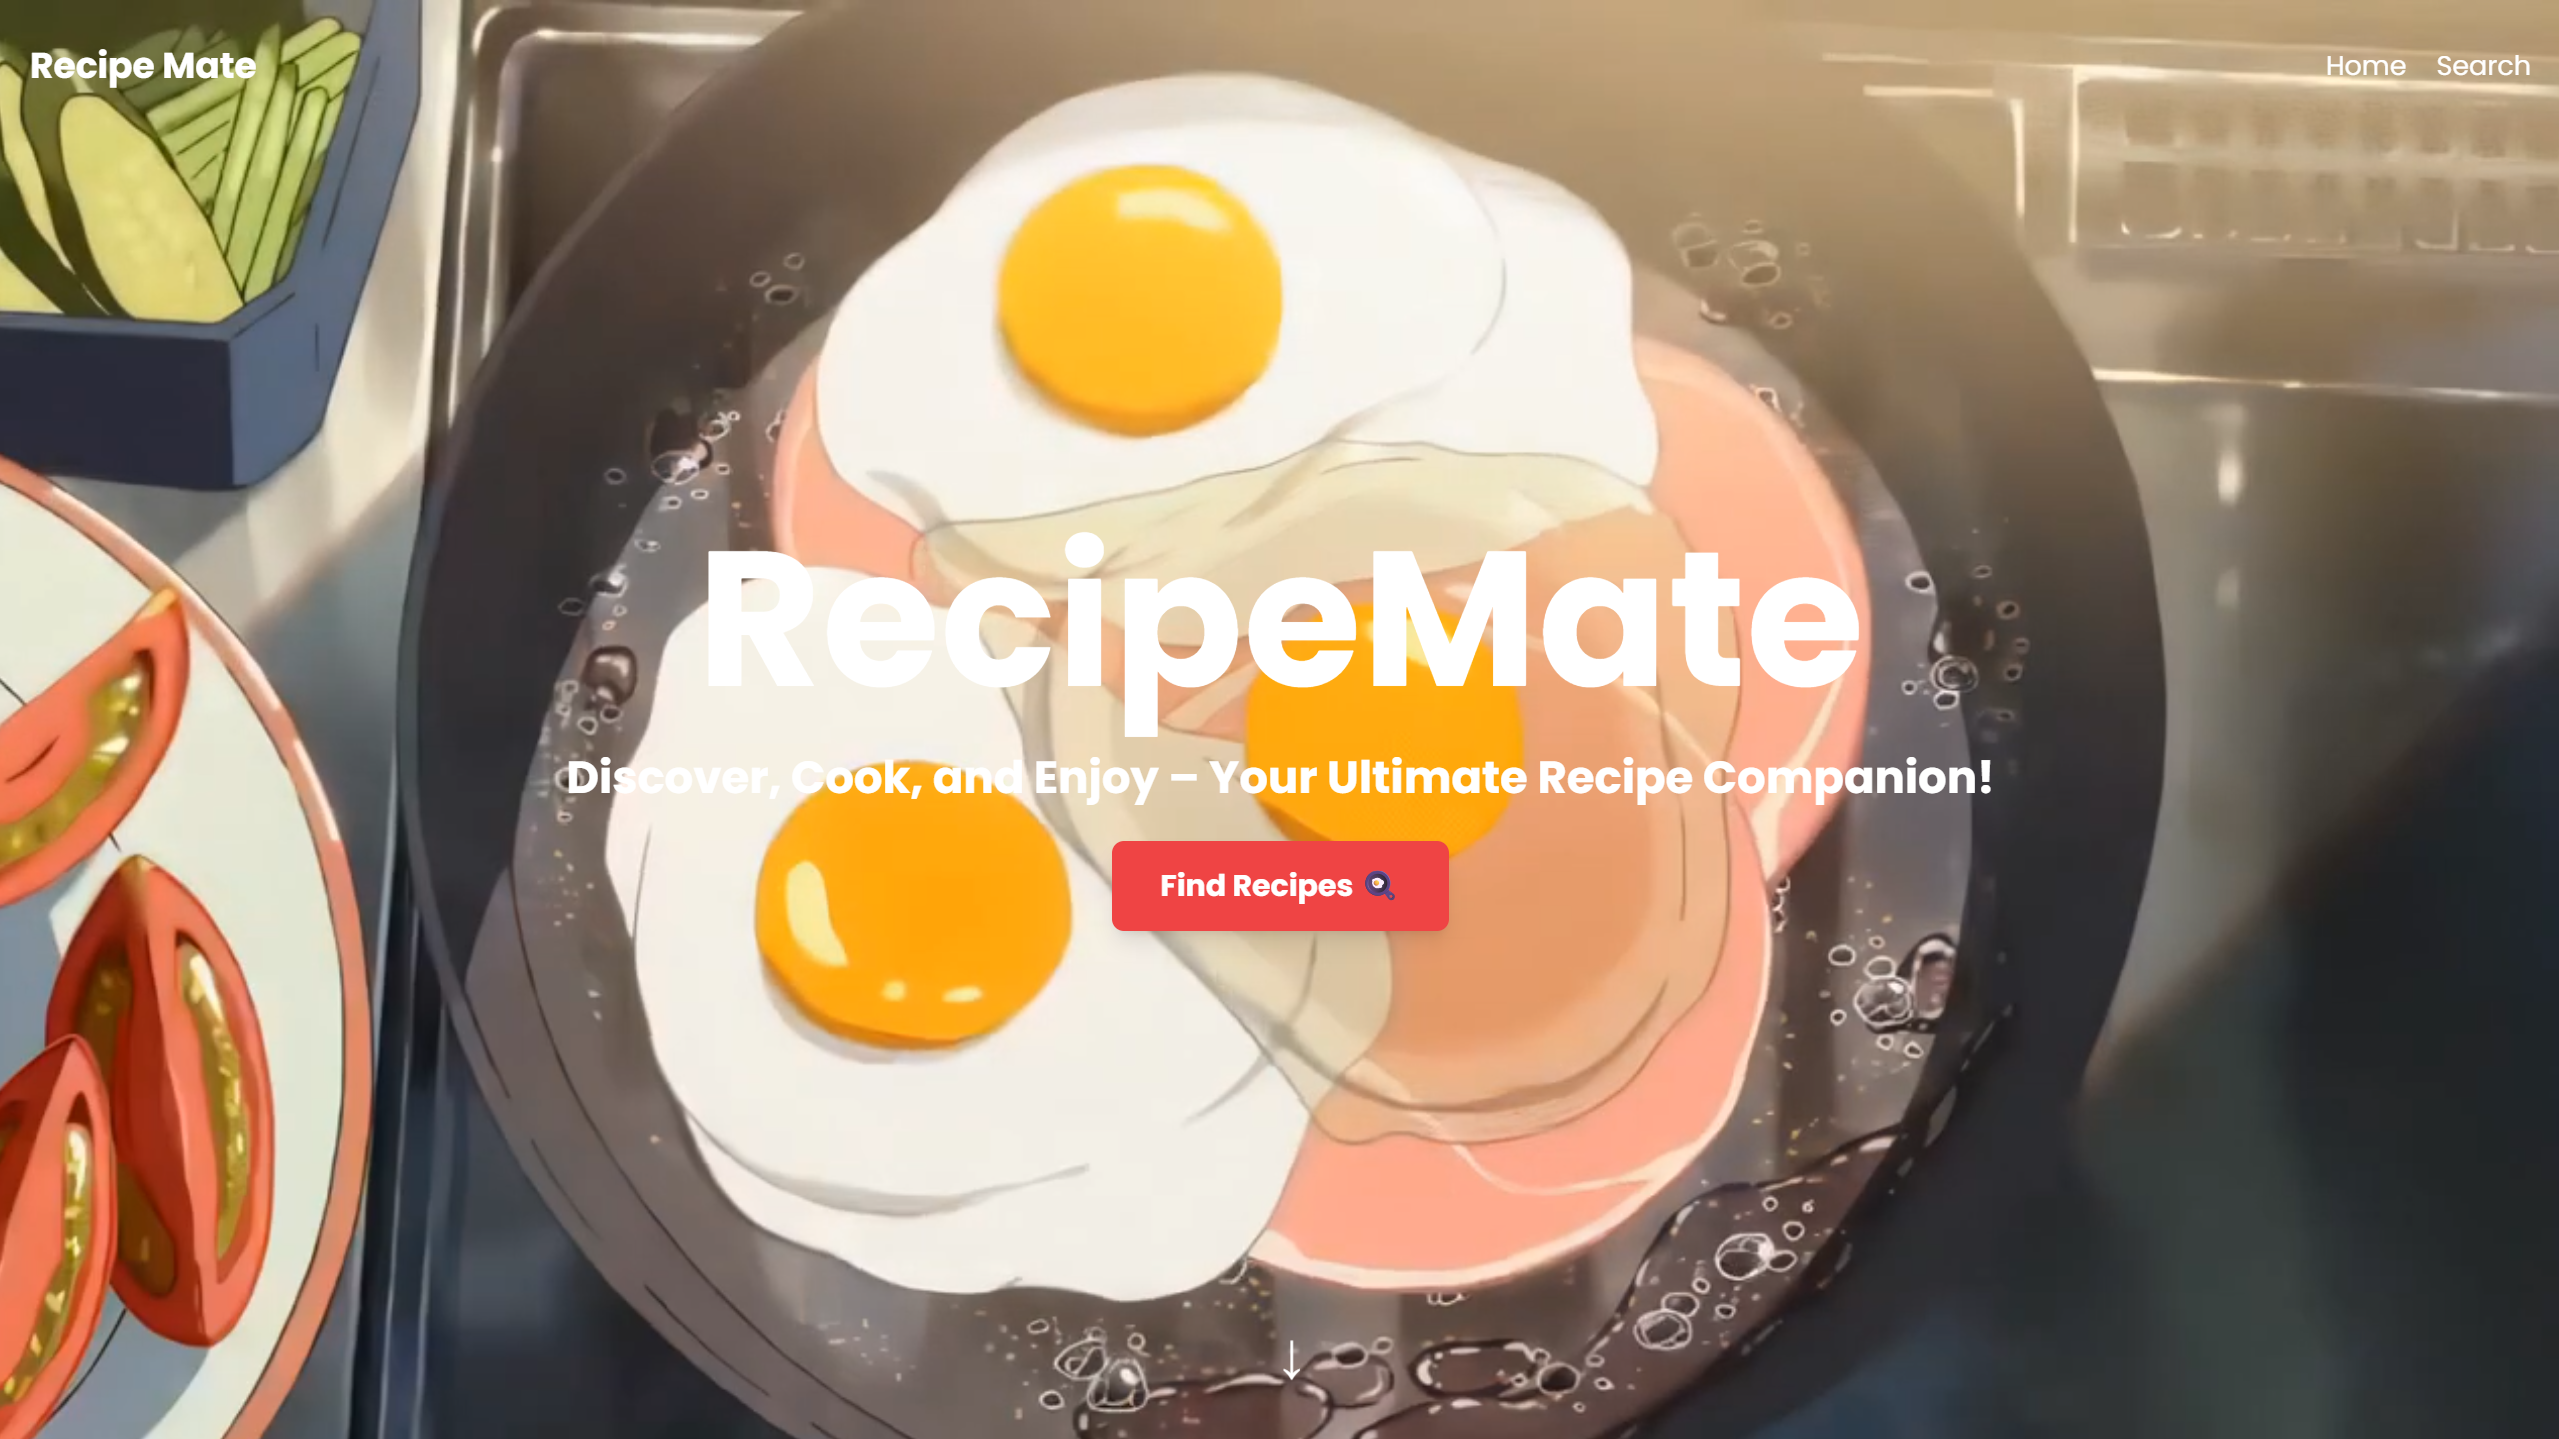 Recipe Mate
Home Search
RecipeMate
Discover, Cook, and Enjoy – Your Ultimate Recipe Companion!
Find Recipes
↓